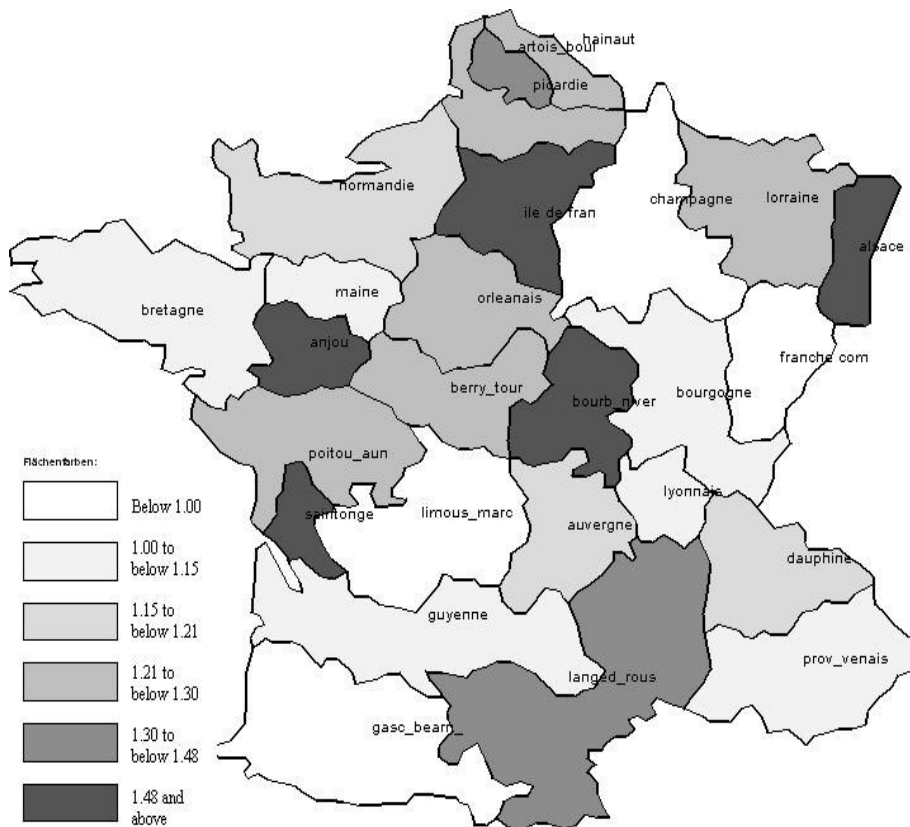 hainaut
artois_boul
picardie
normandie
champagne
lorraine
ile de fran
alsace
maine
orleanais
bretagne
anjou
franche com
berry_tour
bourb_niver
bourgogne
poitou_aun
Flächenfarben:
lyonnais
saintonge
limous_marc
auvergne
Below 1.00
dauphine
1.00 to
below 1.15
guyenne
1.15 to
below 1.21
prov_venais
langed_rous
1.21 to
below 1.30
gasc_bearn_
1.30 to
below 1.48
1.48 and
above